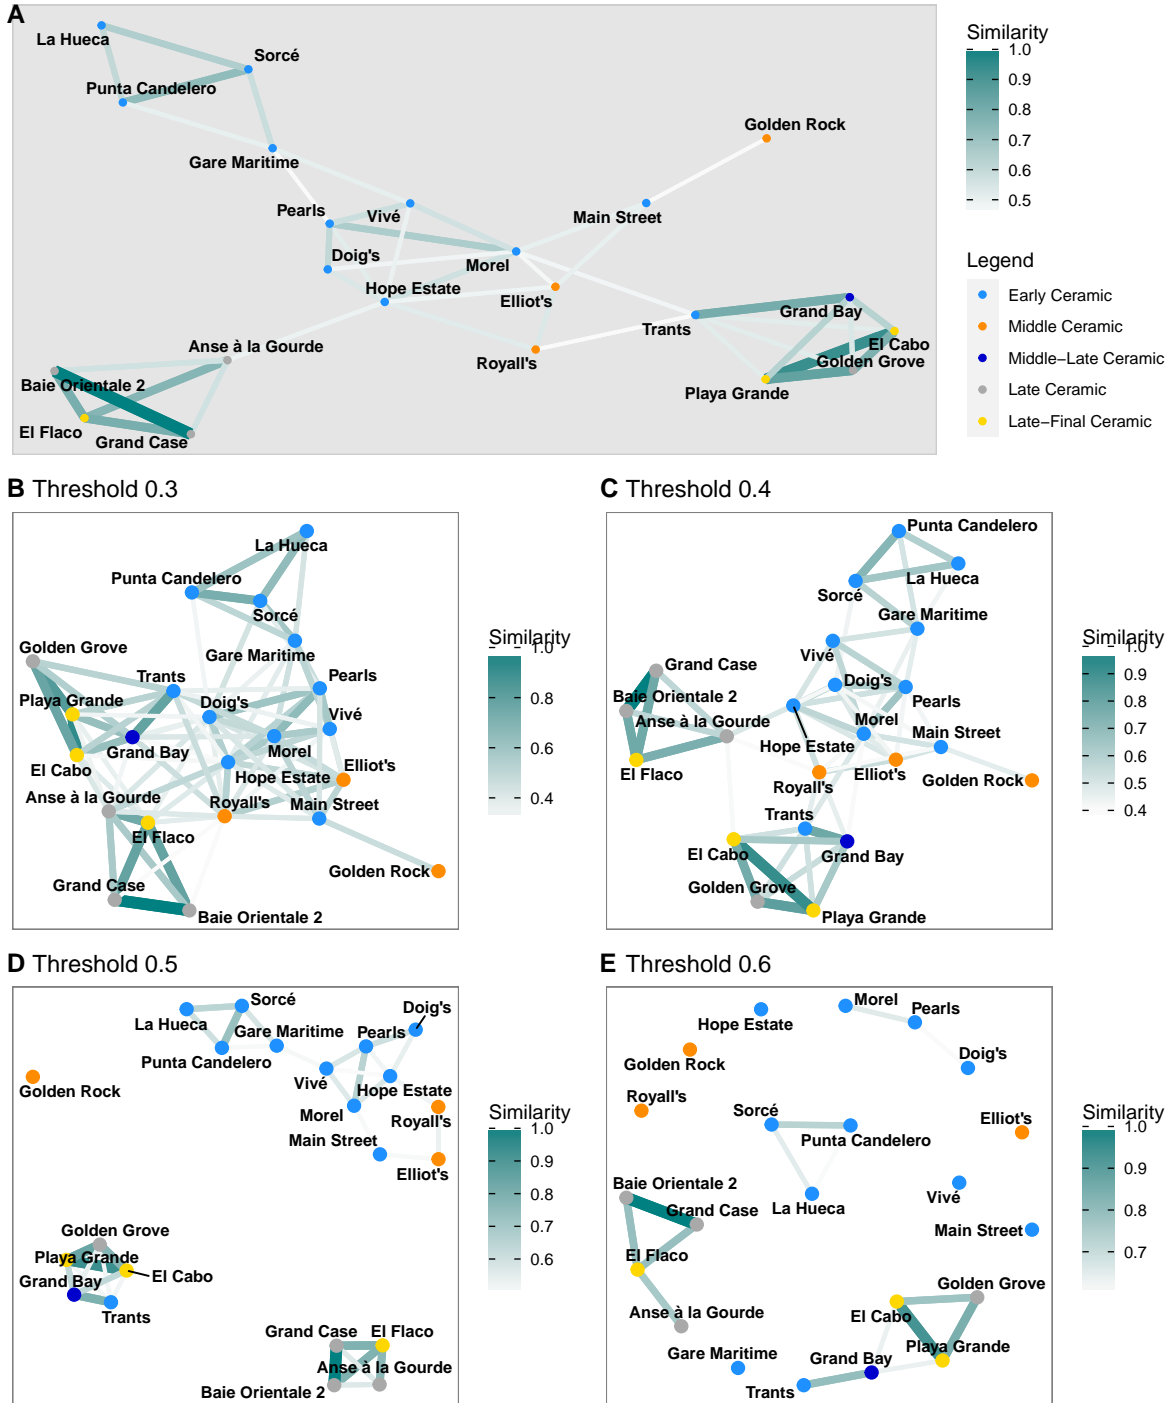 A
La Hueca
Sorcé
Punta Candelero
Gare Maritime
Golden Rock
Pearls
Vivé
Main Street
Doig's
Morel
Hope Estate
Elliot's
Grand Bay
Trants
El Cabo
Golden Grove
Royall's
Playa Grande
Anse à la Gourde
Baie Orientale 2
El Flaco
Grand Case
Similarity
1.0
0.9
0.8
0.7
0.6
0.5
Legend
Early Ceramic
Middle Ceramic
Middle−Late Ceramic
Late Ceramic
Late−Final Ceramic
B Threshold 0.3
La Hueca
Punta Candelero
Sorcé
Golden Grove
Gare Maritime
Trants
Pearls
Playa Grande
Doig's
Vivé
Grand Bay
Morel
El Cabo
Hope Estate
Elliot's
Anse à la Gourde
Royall's
Main Street
El Flaco
Golden Rock
Grand Case
Baie Orientale 2
Similarity
1.0
0.8
0.6
0.4
C Threshold 0.4
Punta Candelero
La Hueca
Sorcé
Gare Maritime
Vivé
Grand Case
Doig's
Baie Orientale 2
Pearls
Anse à la Gourde
Morel
Main Street
Hope Estate
El Flaco
Elliot's
Golden Rock
Royall's
Trants
El Cabo
Grand Bay
Golden Grove
Playa Grande
Similarity
1.0
0.9
0.8
0.7
0.6
0.5
0.4
D Threshold 0.5
Sorcé
Doig's
La Hueca
Gare Maritime
Pearls
Punta Candelero
Vivé
Hope Estate
Golden Rock
Morel
Royall's
Main Street
Elliot's
Golden Grove
Playa Grande
El Cabo
Grand Bay
Trants
Grand Case
El Flaco
Anse à la Gourde
Baie Orientale 2
Similarity
1.0
0.9
0.8
0.7
0.6
E Threshold 0.6
Morel
Pearls
Hope Estate
Doig's
Golden Rock
Royall's
Sorcé
Elliot's
Punta Candelero
Baie Orientale 2
Vivé
La Hueca
Grand Case
Main Street
El Flaco
Golden Grove
Anse à la Gourde
El Cabo
Playa Grande
Gare Maritime
Grand Bay
Trants
Similarity
1.0
0.9
0.8
0.7